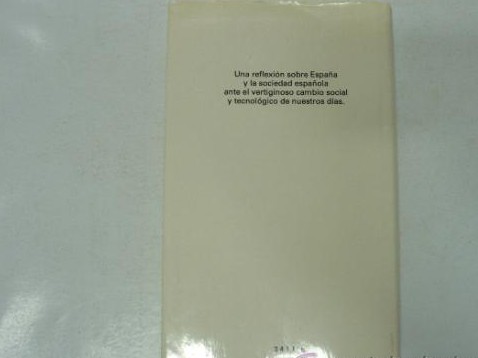 Una reflexión sobre España
y la sociedad española
ante el vertiginoso cambio social
y tecnológico de nuestros días.